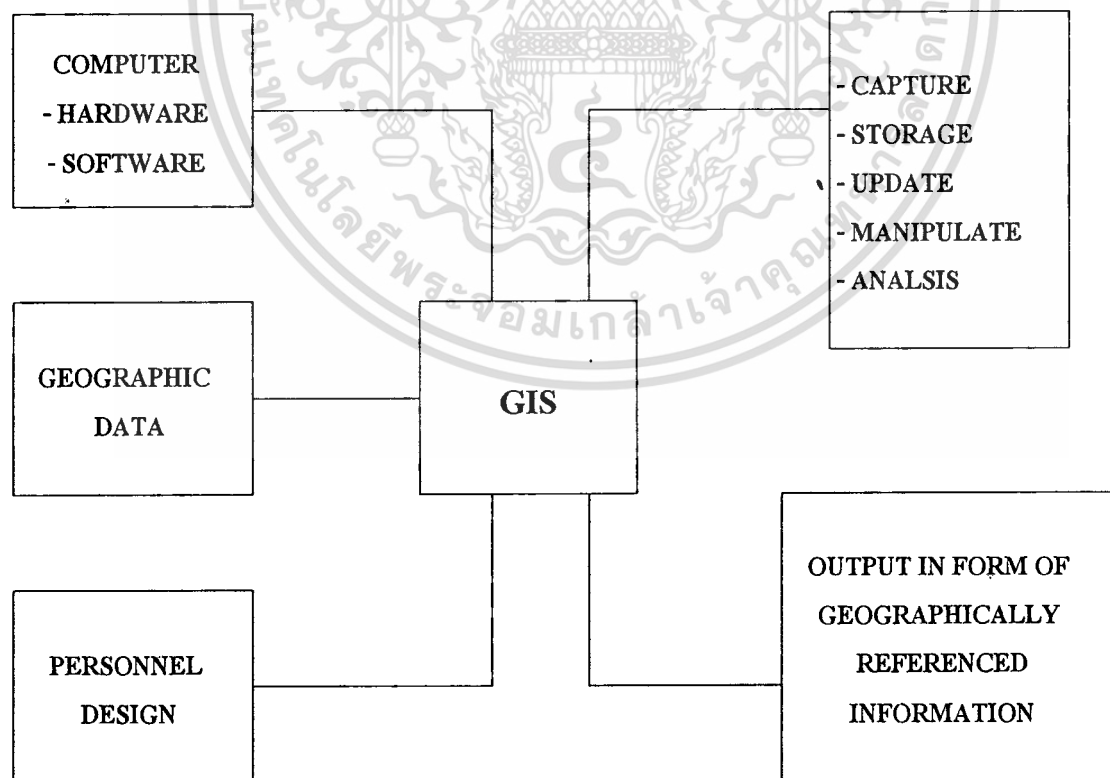 COMPUTER
- HARDWARE
- SOFTWARE
- CAPTURE
- STORAGE
- UPDATE
- MANIPULATE
- ANALSIS
GEOGRAPHIC
DATA
GIS
PERSONNEL
DESIGN
OUTPUT IN FORM OF
GEOGRAPHICALLY
REFERENCED
INFORMATION